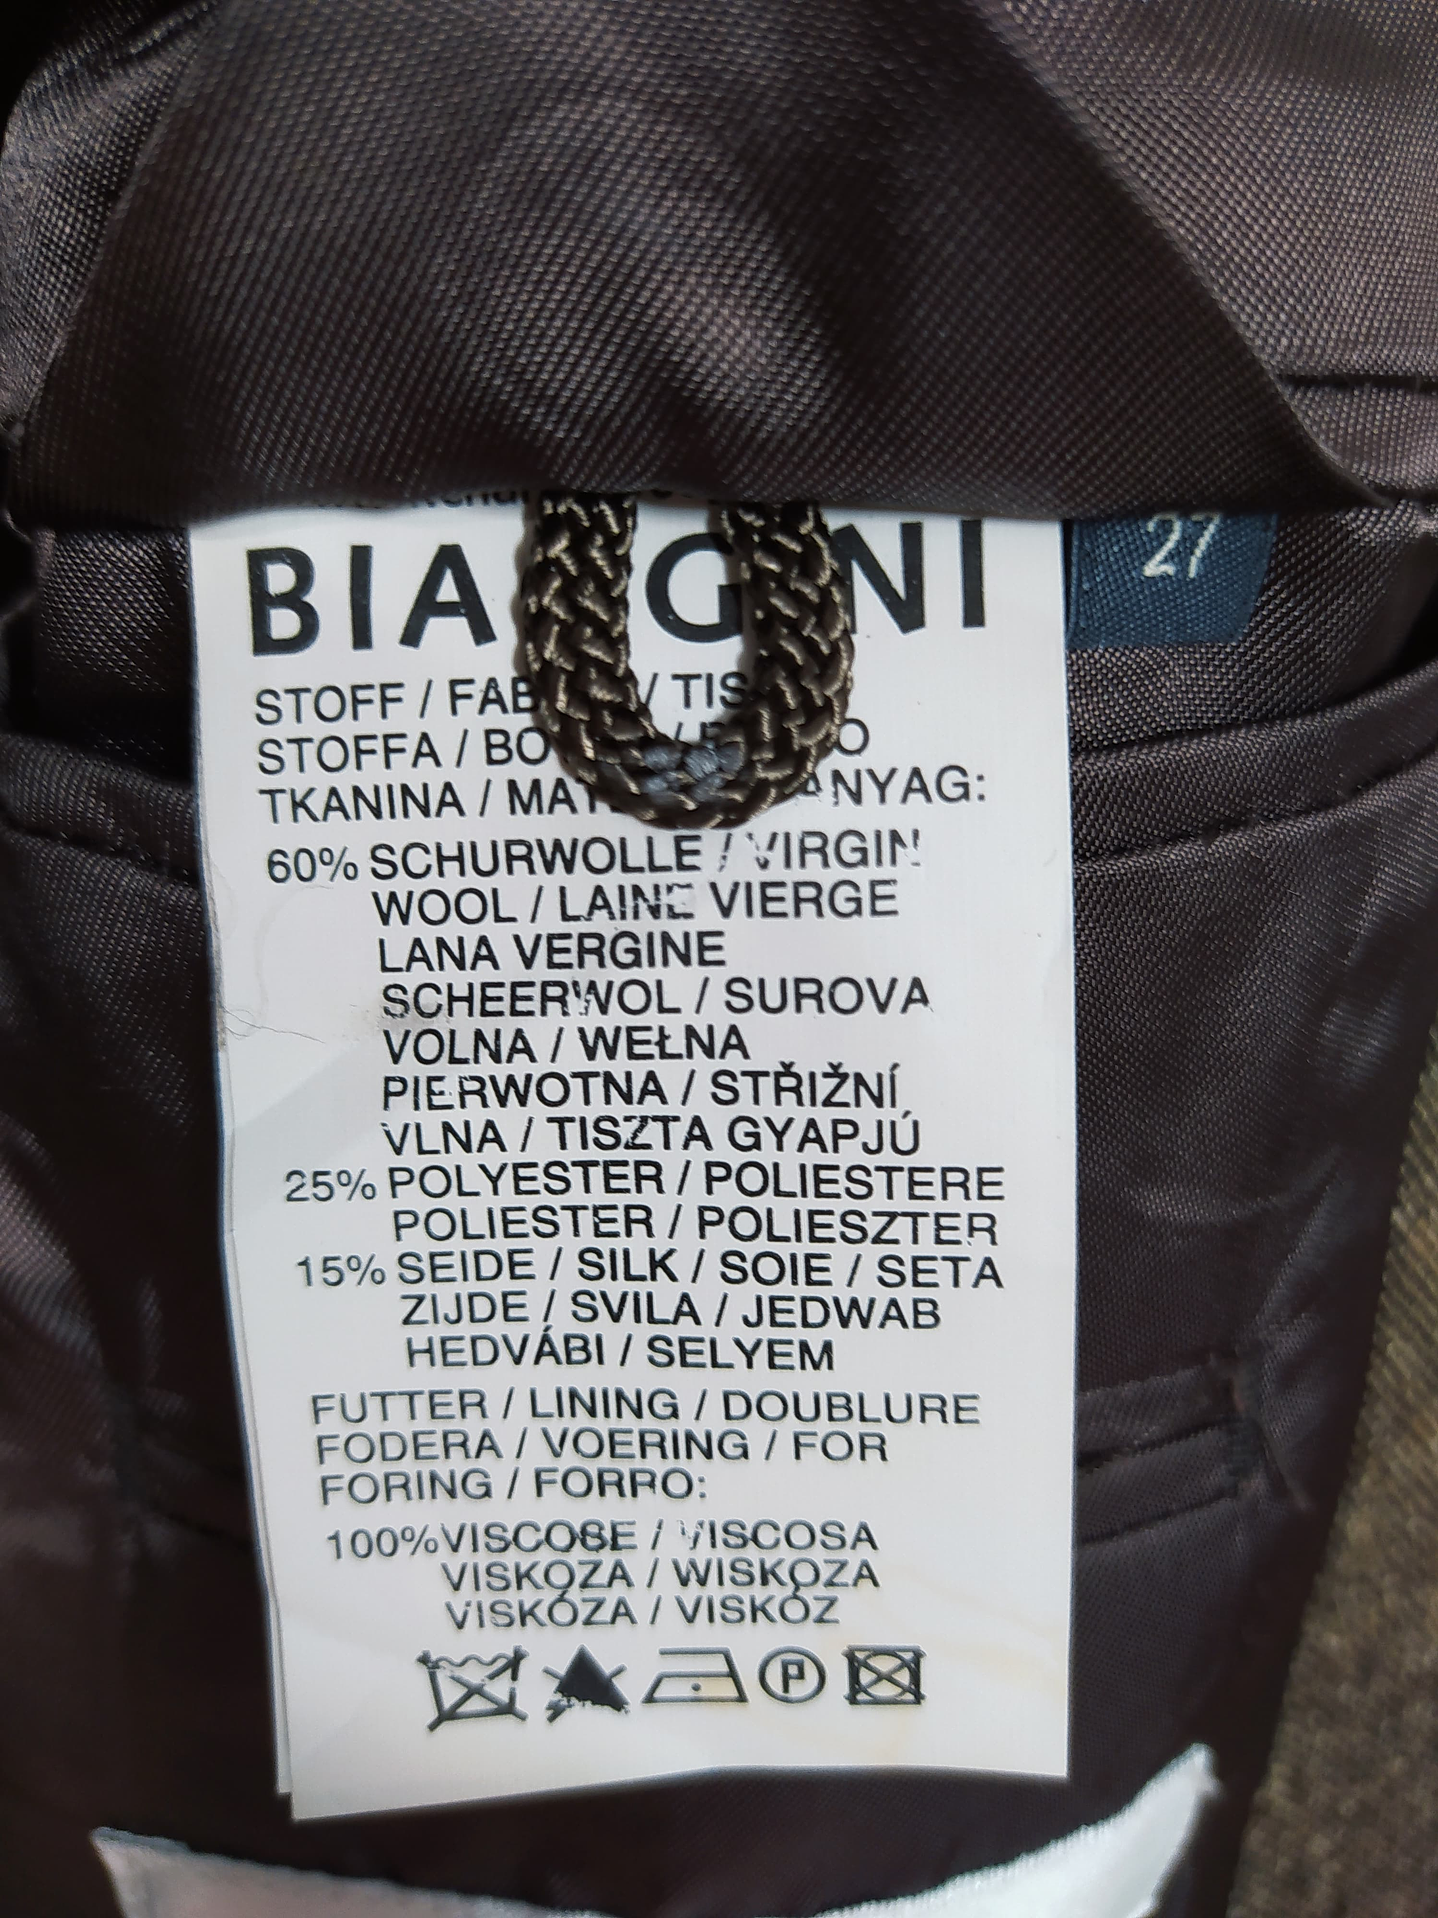 BIA G NI
27
STOFF / FAB / TIS
STOFFA / BO / O
TKANINA / MAT ANYAG:
60% SCHURWOLLE / VIRGIN
WOOL / LAINE VIERGE
LANA VERGINE
SCHEERWOL / SUROVA
VOLNA / WEŁNA
PIERWOTNA / STŘIŽNÍ
VLNA / TISZTA GYAPJÚ
25% POLYESTER / POLIESTERE
POLIESTER / POLIESZTER
15% SEIDE / SILK / SOIE / SETA
ZIJDE / SVILA / JEDWAB
HEDVÁBI / SELYEM
FUTTER / LINING / DOUBLURE
FODERA / VOERING / FOR
FORING / FORRO:
100% VISCOSE / VISCOSA
VISKOZA / WISKOZA
VISKÓZA / VISKÓZ
P